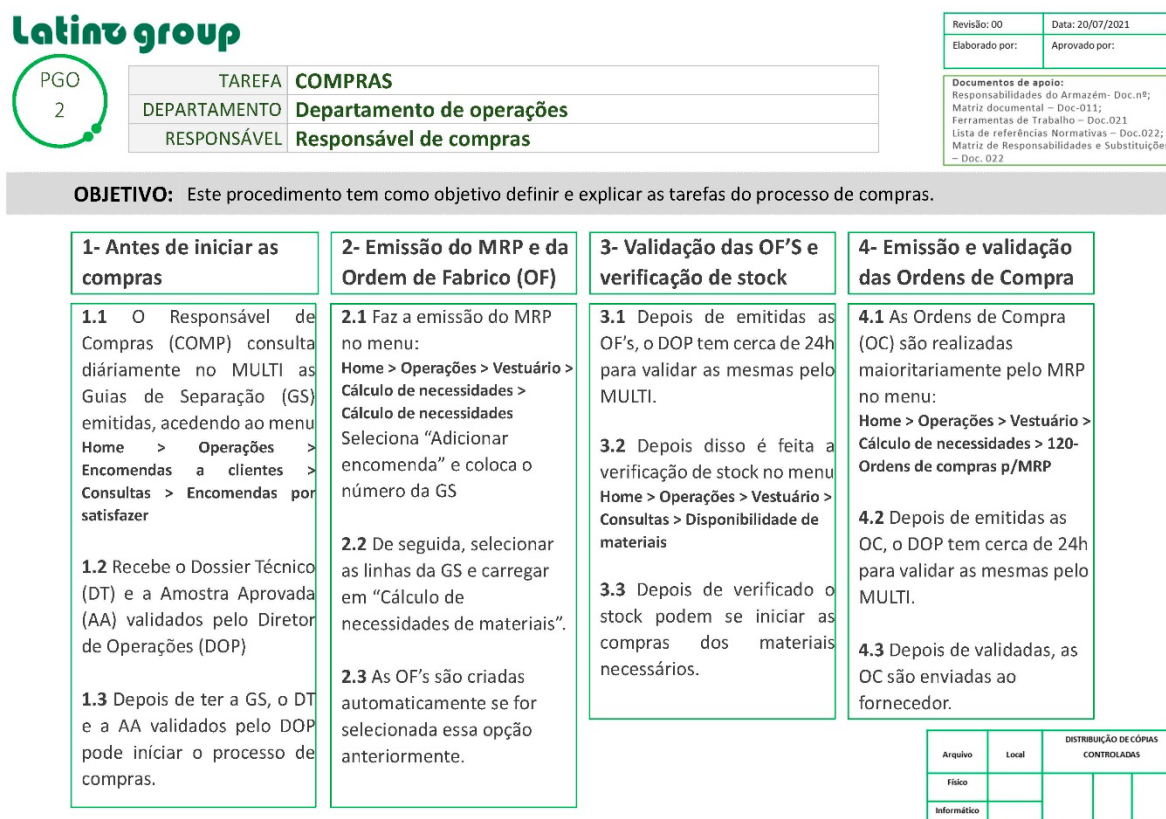 Latino group
PGO
2
TAREFA COMPRAS
DEPARTAMENTO Departamento de operações
RESPONSÁVEL Responsável de compras
Revisão: 00 Data: 20/07/2021
Elaborado por: Aprovado por:
Documentos de apoio:
Responsabilidades do Armazém- Doc.nº;
Matriz documental – Doc-011;
Ferramentas de Trabalho – Doc.021
Lista de referências Normativas – Doc.022;
Matriz de Responsabilidades e Substituições
– Doc. 022
OBJETIVO: Este procedimento tem como objetivo definir e explicar as tarefas do processo de compras.
1- Antes de iniciar as
compras
1.1 O Responsável de
Compras (COMP) consulta
diáriamente no MULTI as
Guias de Separação (GS)
emitidas, acedendo ao menu
Home > Operações >
Encomendas a clientes >
Consultas > Encomendas por
satisfazer
1.2 Recebe o Dossier Técnico
(DT) e a Amostra Aprovada
(AA) validados pelo Diretor
de Operações (DOP)
1.3 Depois de ter a GS, o DT
e a AA validados pelo DOP
pode iníciar o processo de
compras.
2- Emissão do MRP e da
Ordem de Fabrico (OF)
2.1 Faz a emissão do MRP
no menu:
Home > Operações > Vestuário >
Cálculo de necessidades >
Cálculo de necessidades
Seleciona “Adicionar
encomenda” e coloca o
número da GS
2.2 De seguida, selecionar
as linhas da GS e carregar
em “Cálculo de
necessidades de materiais”.
2.3 As OF’s são criadas
automaticamente se for
selecionada essa opção
anteriormente.
3- Validação das OF’S e
verificação de stock
3.1 Depois de emitidas as
OF’s, o DOP tem cerca de 24h
para validar as mesmas pelo
MULTI.
3.2 Depois disso é feita a
verificação de stock no menu
Home > Operações > Vestuário >
Consultas > Disponibilidade de
materiais
3.3 Depois de verificado o
stock podem se iniciar as
compras dos materiais
necessários.
4- Emissão e validação
das Ordens de Compra
4.1 As Ordens de Compra
(OC) são realizadas
maioritariamente pelo MRP
no menu:
Home > Operações > Vestuário >
Cálculo de necessidades > 120-
Ordens de compras p/MRP
4.2 Depois de emitidas as
OC, o DOP tem cerca de 24h
para validar as mesmas pelo
MULTI.
4.3 Depois de validadas, as
OC são enviadas ao
fornecedor.
Arquivo Local DISTRIBUIÇÃO DE CÓPIAS
CONTROLADAS
Físico
Informático